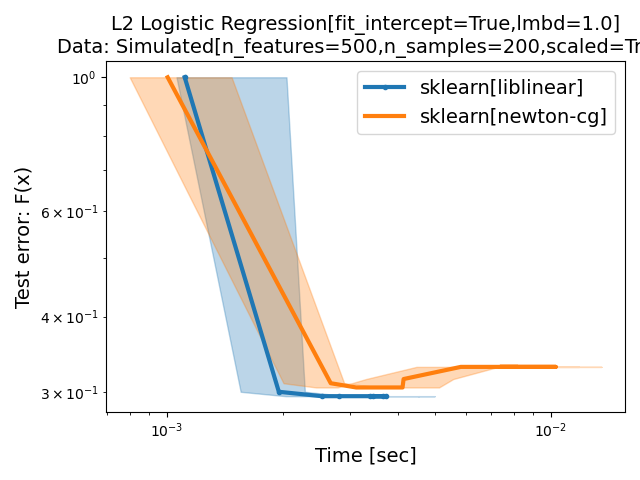 L2 Logistic Regression[fit_intercept=True,lmbd=1.0]
Data: Simulated[n_features=500,n_samples=200,scaled=Tr
sklearn[liblinear]
sklearn[newton-cg]
Test error: F(x)
10⁰
6 × 10⁻¹
4 × 10⁻¹
3 × 10⁻¹
10⁻³
10⁻²
Time [sec]